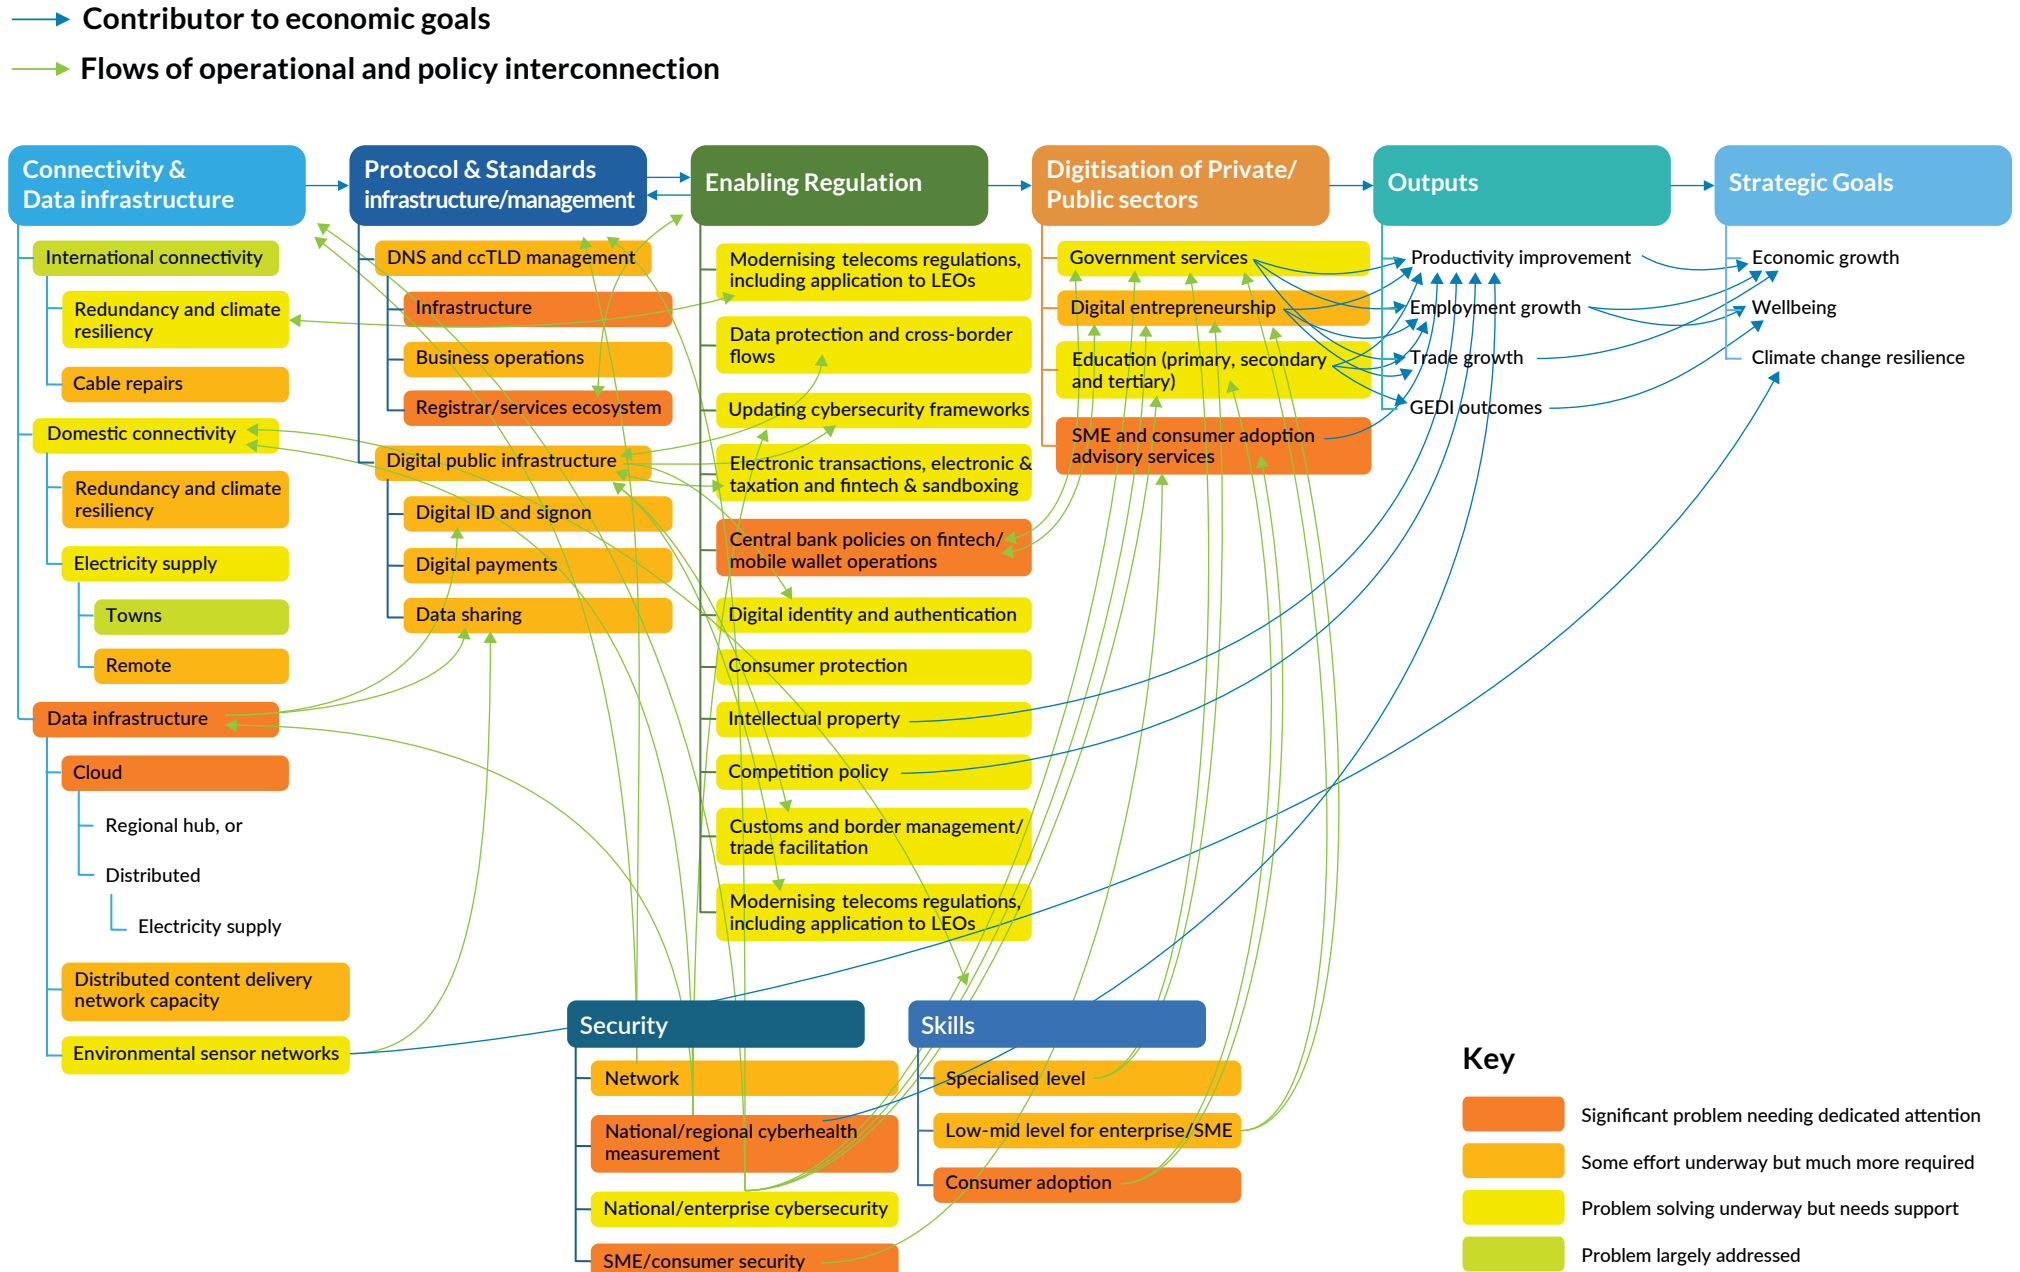 Contributor to economic goals
Flows of operational and policy interconnection
Connectivity &
Data infrastructure
International connectivity
Redundancy and climate
resiliency
Cable repairs
Domestic connectivity
Redundancy and climate
resiliency
Electricity supply
Towns
Remote
Data infrastructure
Cloud
Regional hub, or
Distributed
Electricity supply
Distributed content delivery
network capacity
Environmental sensor networks
Protocol & Standards
infrastructure/management
DNS and ccTLD management
Infrastructure
Business operations
Registrar/services ecosystem
Digital public infrastructure
Digital ID and signon
Digital payments
Data sharing
Enabling Regulation
Modernising telecoms regulations,
including application to LEOs
Data protection and cross-border
flows
Updating cybersecurity frameworks
Electronic transactions, electronic &
taxation and fintech & sandboxing
Central bank policies on fintech/
mobile wallet operations
Digital identity and authentication
Consumer protection
Intellectual property
Competition policy
Customs and border management/
trade facilitation
Modernising telecoms regulations,
including application to LEOs
Digitisation of Private/
Public sectors
Government services
Digital entrepreneurship
Education (primary, secondary
and tertiary)
SME and consumer adoption
advisory services
Outputs
Productivity improvement
Employment growth
Trade growth
GEDI outcomes
Strategic Goals
Economic growth
Wellbeing
Climate change resilience
Security
Network
National/regional cyberhealth
measurement
National/enterprise cybersecurity
SME/consumer security
Skills
Specialised level
Low-mid level for enterprise/SME
Consumer adoption
Key
Significant problem needing dedicated attention
Some effort underway but much more required
Problem solving underway but needs support
Problem largely addressed